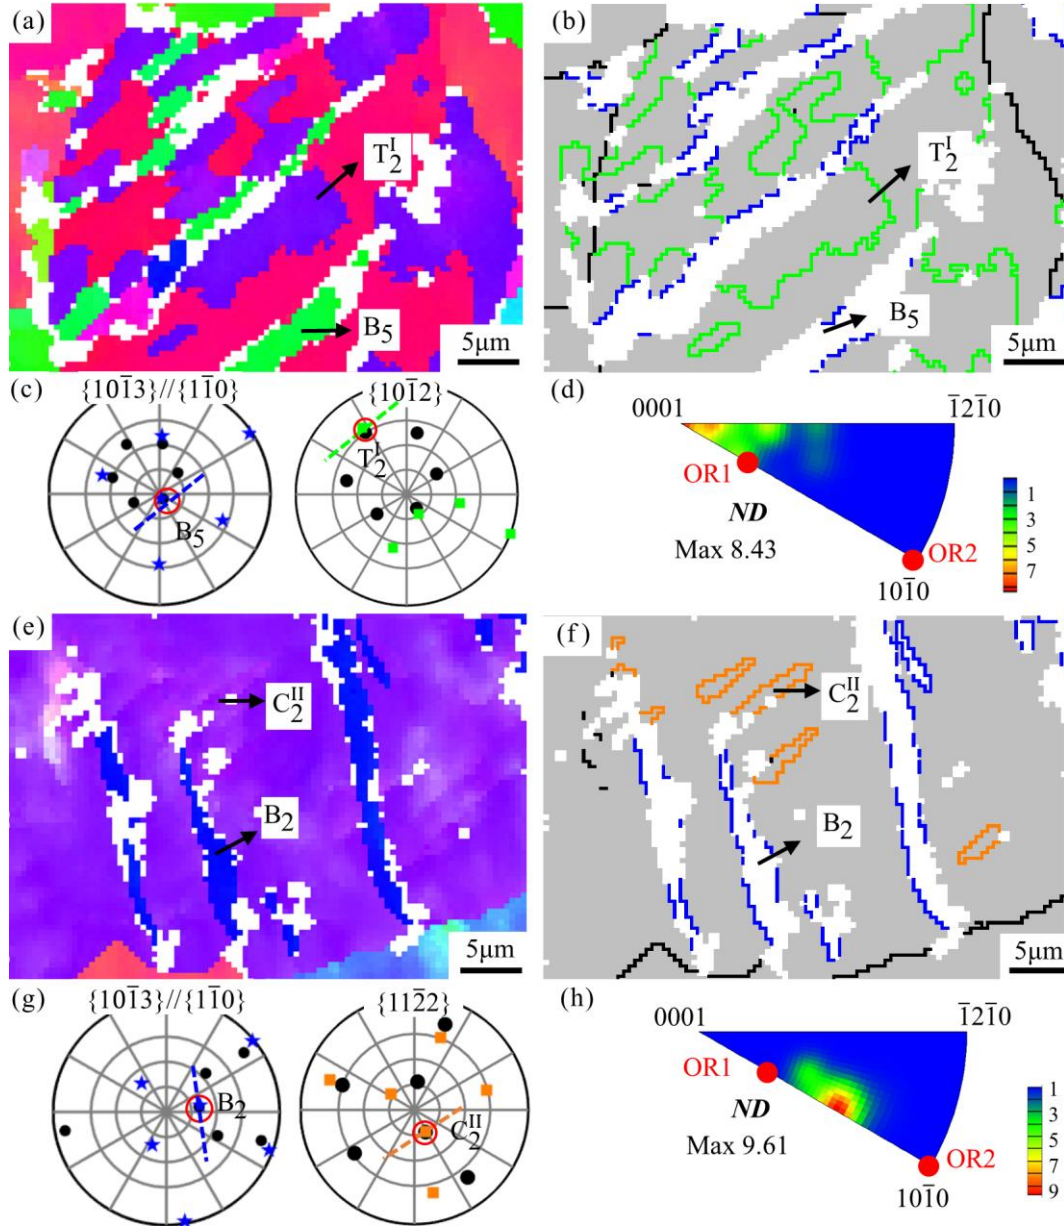 (a)
T₂ᴵ
B₅
5μm
(b)
T₂ᴵ
B₅
5μm
(c)
{101̄3}//{11̄0}
B₅
{101̄2}
T₂ᴵ
(d)
0001
1̄21̄0
OR1
ND
Max 8.43
OR2
101̄0
1
3
5
7
(e)
C₂ᴵᴵ
B₂
5μm
(f)
C₂ᴵᴵ
B₂
5μm
(g)
{101̄3}//{11̄0}
B₂
{112̄2}
C₂ᴵᴵ
(h)
0001
1̄21̄0
OR1
ND
Max 9.61
OR2
101̄0
1
3
5
7
9